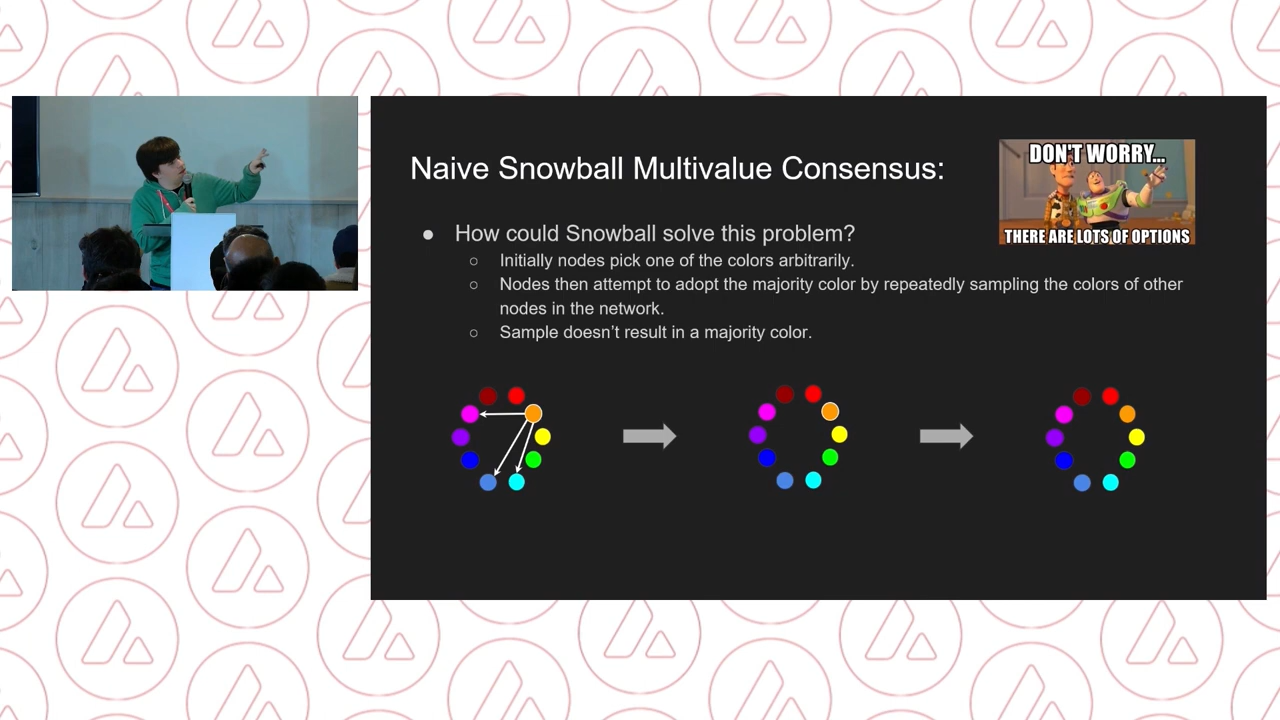 Naive Snowball Multivalue Consensus:
DON'T WORRY...
THERE ARE LOTS OF OPTIONS
● How could Snowball solve this problem?
○ Initially nodes pick one of the colors arbitrarily.
○ Nodes then attempt to adopt the majority color by repeatedly sampling the colors of other
nodes in the network.
○ Sample doesn’t result in a majority color.